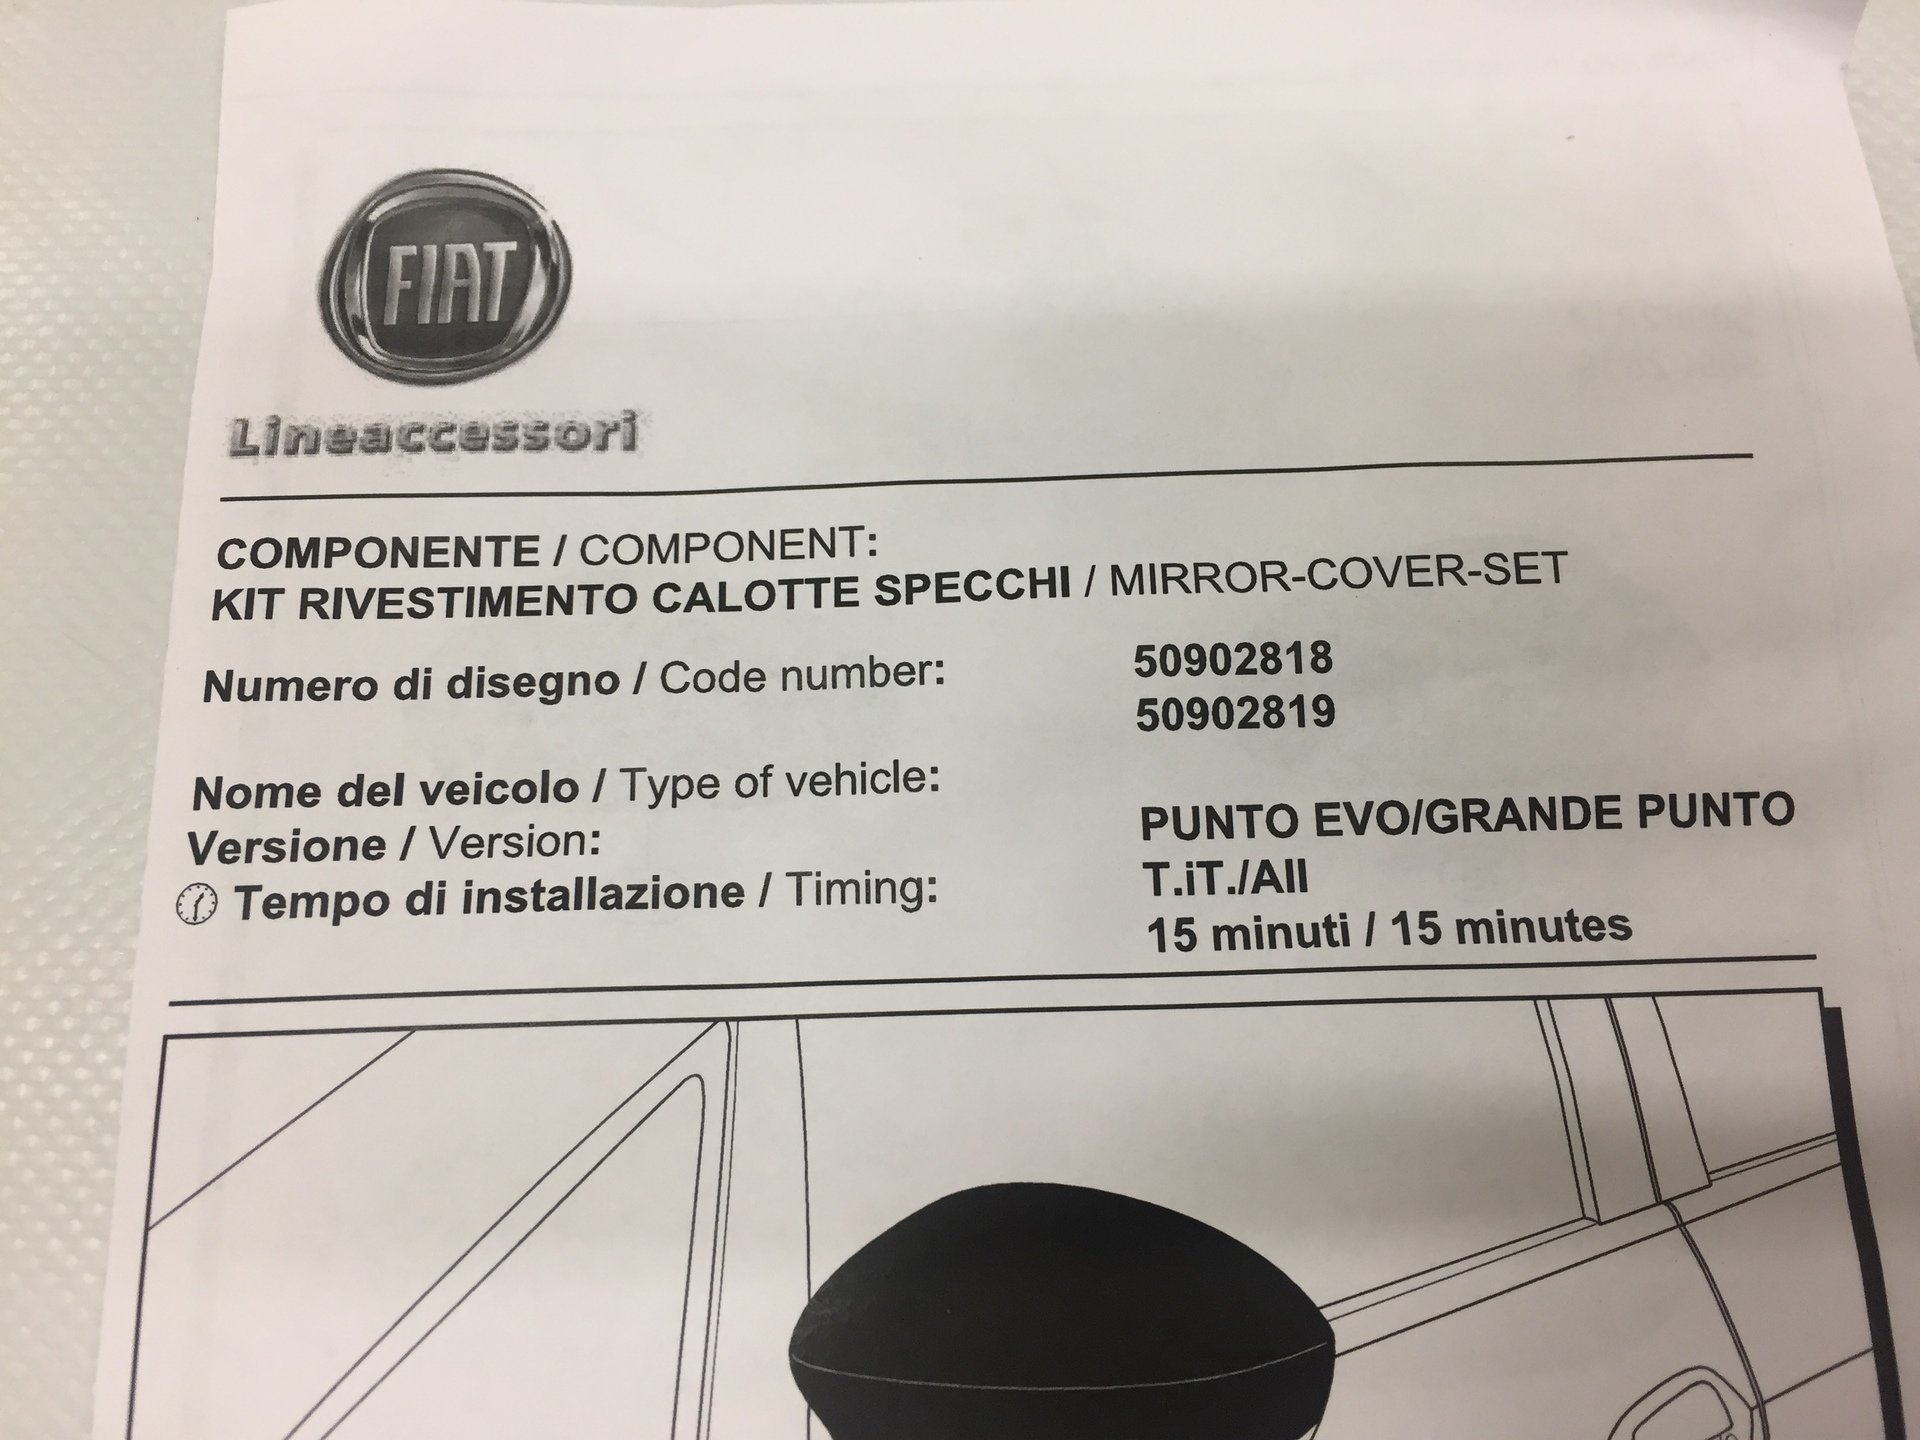 FIAT
Lineaccessori
COMPONENTE / COMPONENT:
KIT RIVESTIMENTO CALOTTE SPECCHI / MIRROR-COVER-SET
Numero di disegno / Code number: 50902818
50902819
Nome del veicolo / Type of vehicle: PUNTO EVO/GRANDE PUNTO
Versione / Version: T.iT./All
Tempo di installazione / Timing: 15 minuti / 15 minutes